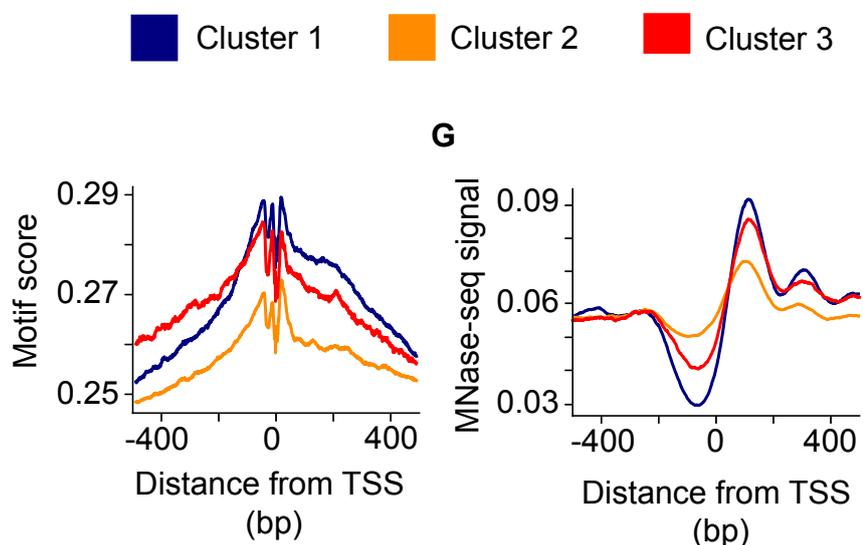 Cluster 1 Cluster 2 Cluster 3
G
Motif score
0.29
0.27
0.25
-400 0 400
Distance from TSS
(bp)
MNase-seq signal
0.09
0.06
0.03
-400 0 400
Distance from TSS
(bp)